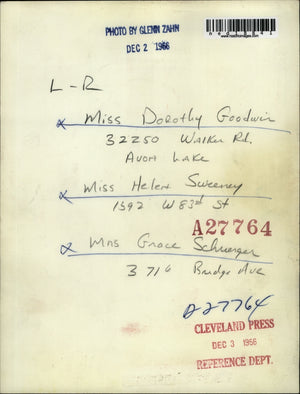 PHOTO BY GLENN ZAHN
DEC 2 1966
L-R
x Miss Dorothy Goodwin
32250 Walker Rd.
Avon Lake
x Miss Helen Sweeney
1592 W 83rd St
A27764
x Mrs Grace Schwerger
3716 Bridge Ave
A27764
CLEVELAND PRESS
DEC 3 1966
REFERENCE DEPT.